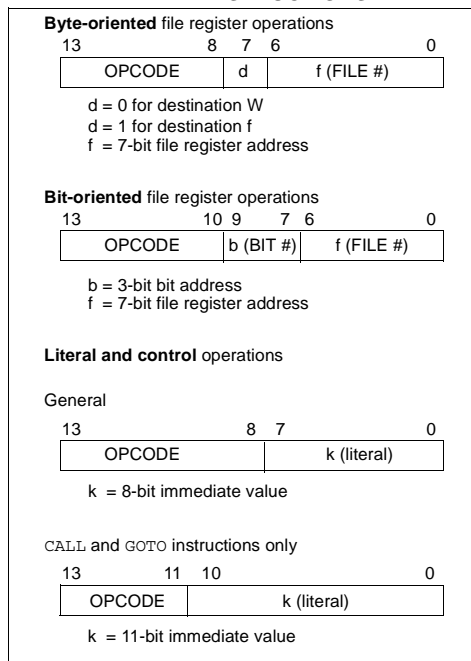 Byte-oriented file register operations
13 8 7 6 0
OPCODE d f (FILE #)
d = 0 for destination W
d = 1 for destination f
f = 7-bit file register address
Bit-oriented file register operations
13 10 9 7 6 0
OPCODE b (BIT #) f (FILE #)
b = 3-bit bit address
f = 7-bit file register address
Literal and control operations
General
13 8 7 0
OPCODE k (literal)
k = 8-bit immediate value
CALL and GOTO instructions only
13 11 10 0
OPCODE k (literal)
k = 11-bit immediate value